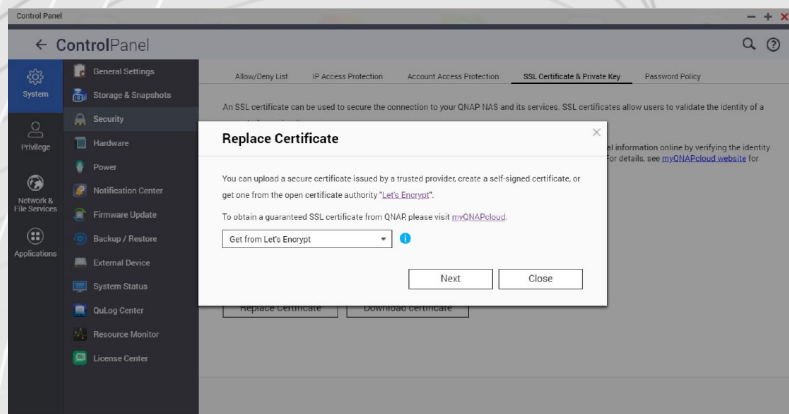 Control Panel
ControlPanel
System
Privilege
Network &
File Services
Applications
General Settings
Storage & Snapshots
Security
Hardware
Power
Notification Center
Firmware Update
Backup / Restore
External Device
System Status
QuLog Center
Resource Monitor
License Center
Allow/Deny List
IP Access Protection
Account Access Protection
SSL Certificate & Private Key
Password Policy
An SSL certificate can be used to secure the connection to your QNAP NAS and its services. SSL certificates allow users to validate the identity of a
al information online by verifying the identity
For details, see myQNAPcloud website for
Replace Certificate
You can upload a secure certificate issued by a trusted provider, create a self-signed certificate, or
get one from the open certificate authority "Let's Encrypt".
To obtain a guaranteed SSL certificate from QNAP, please visit myQNAPcloud.
Get from Let's Encrypt
Next
Close
Replace Certificate
Download Certificate